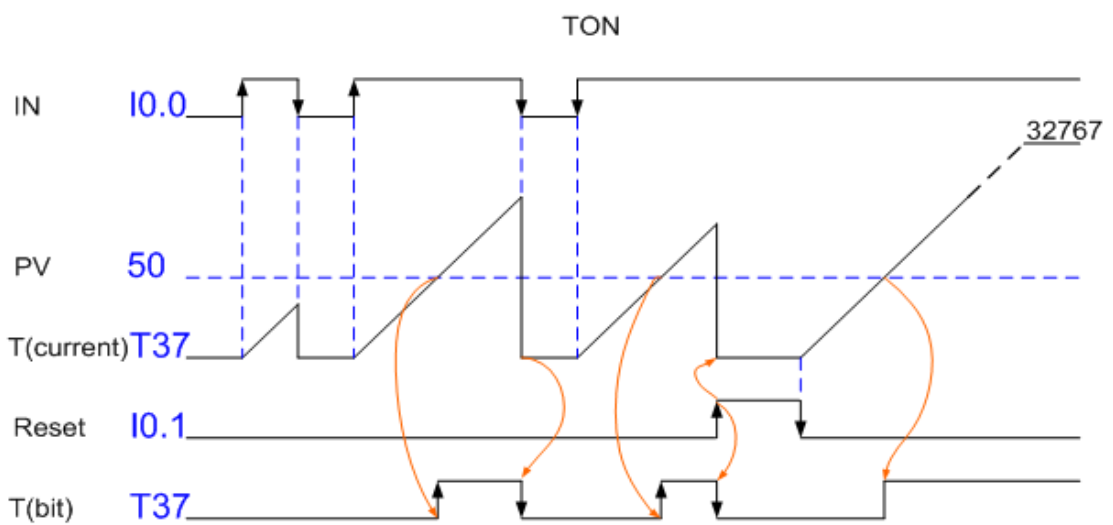 TON
IN I0.0
32767
PV 50
T(current) T37
Reset I0.1
T(bit) T37